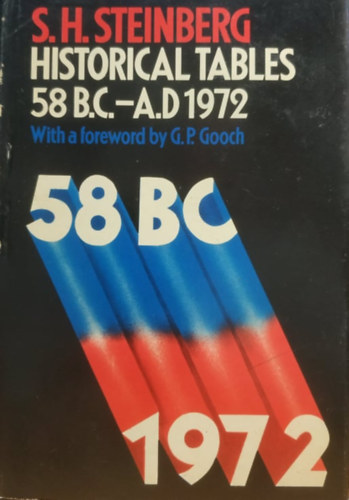 S. H. STEINBERG
HISTORICAL TABLES
58 B.C.–A.D 1972
With a foreword by G. P. Gooch
58 BC
1972